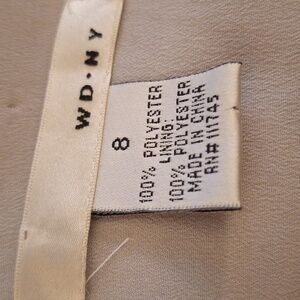 WD·NY
8
100% POLYESTER
LINING:
100% POLYESTER
MADE IN CHINA
RN# 111745